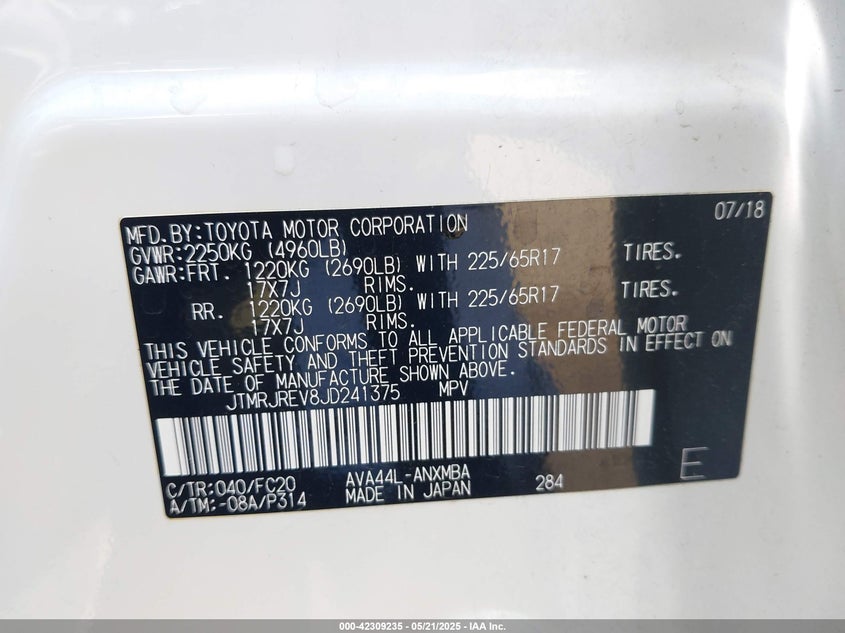 07/18
MFD.BY:TOYOTA MOTOR CORPORATION
GVWR:2250KG (4960LB)
GAWR:FRT. 1220KG (2690LB) WITH 225/65R17 TIRES.
17X7J RIMS.
RR. 1220KG (2690LB) WITH 225/65R17 TIRES.
17X7J RIMS.
THIS VEHICLE CONFORMS TO ALL APPLICABLE FEDERAL MOTOR
VEHICLE SAFETY AND THEFT PREVENTION STANDARDS IN EFFECT ON
THE DATE OF MANUFACTURE SHOWN ABOVE.
JTMRJREV8JD241375 MPV
C/TR:040/FC20 AVA44L-ANXMBA
A/TM:-08A/P314 MADE IN JAPAN 284 E
000-42309235 - 05/21/2025 - IAA Inc.